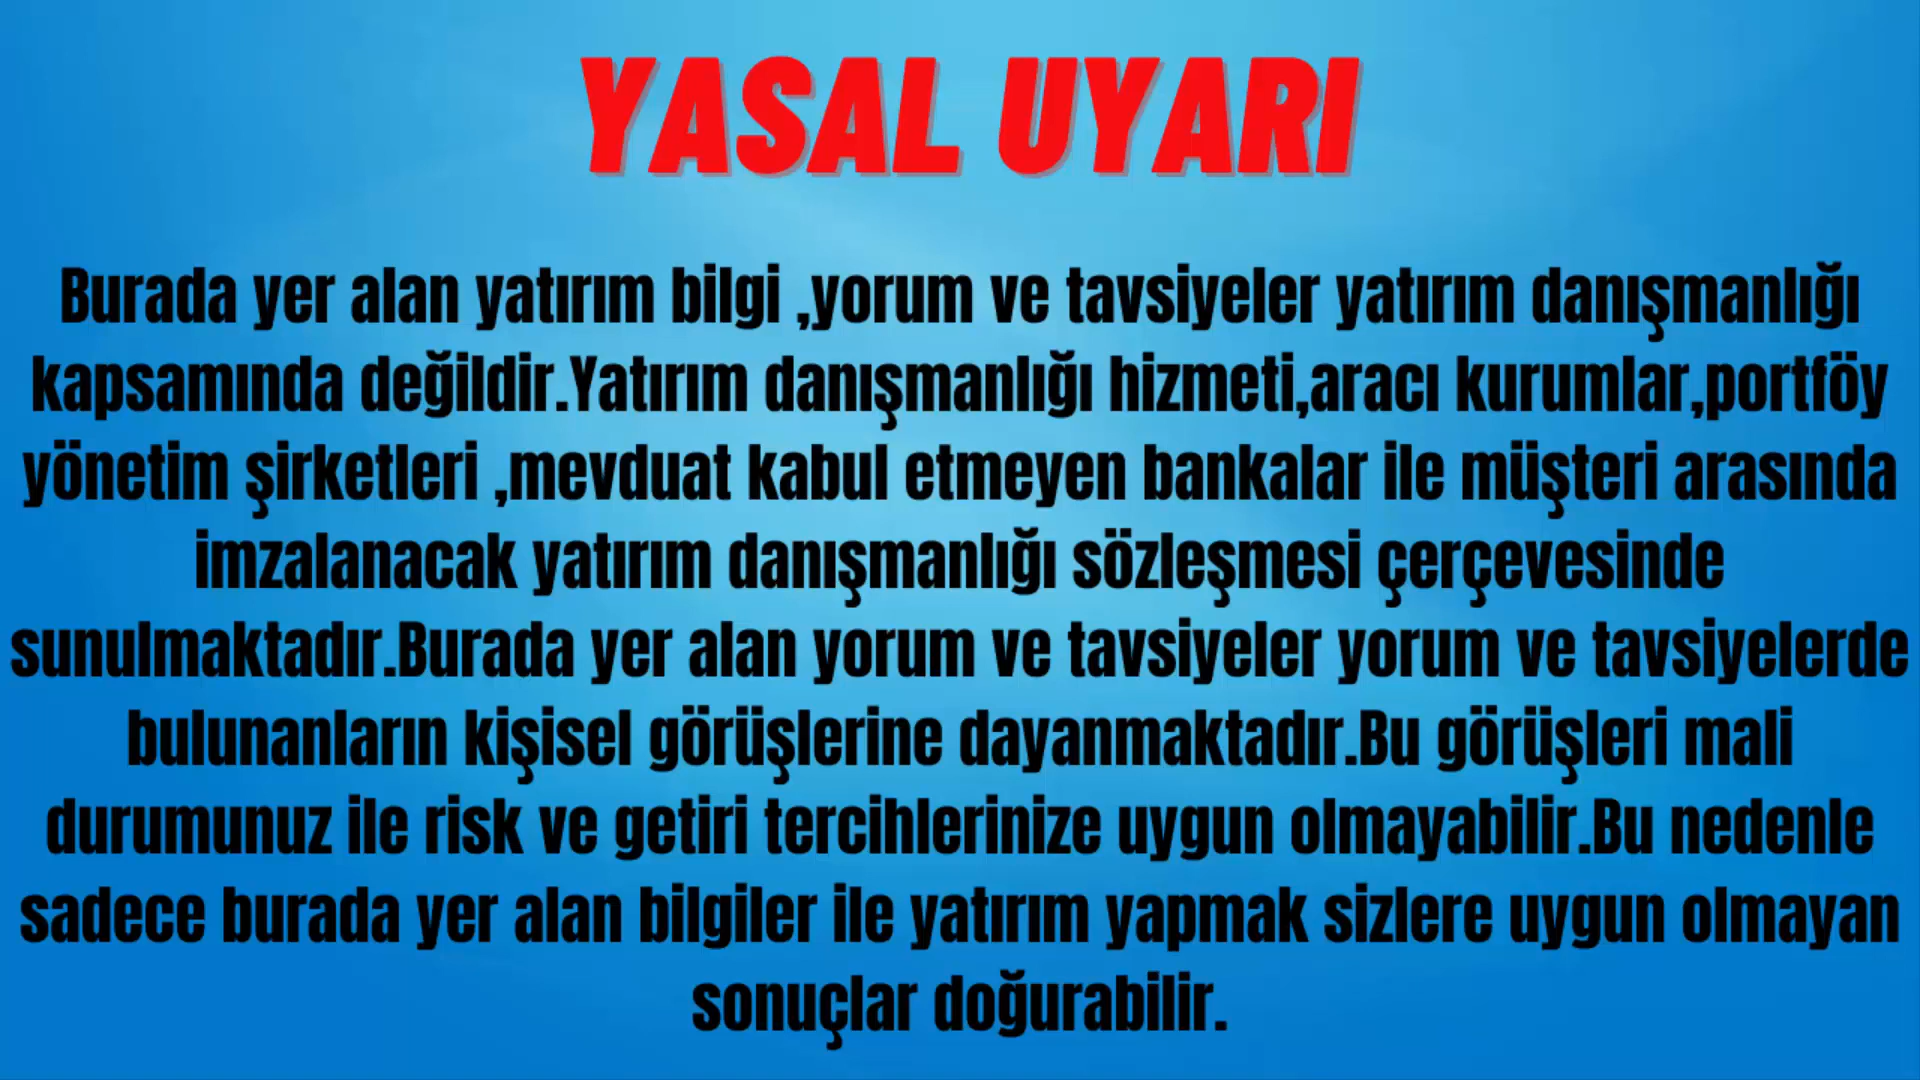 YASAL UYARI
Burada yer alan yatırım bilgi ,yorum ve tavsiyeler yatırım danışmanlığı
kapsamında değildir.Yatırım danışmanlığı hizmeti,aracı kurumlar,portföy
yönetim şirketleri ,mevduat kabul etmeyen bankalar ile müşteri arasında
imzalanacak yatırım danışmanlığı sözleşmesi çerçevesinde
sunulmaktadır.Burada yer alan yorum ve tavsiyeler yorum ve tavsiyelerde
bulunanların kişisel görüşlerine dayanmaktadır.Bu görüşleri mali
durumunuz ile risk ve getiri tercihlerinize uygun olmayabilir.Bu nedenle
sadece burada yer alan bilgiler ile yatırım yapmak sizlere uygun olmayan
sonuçlar doğurabilir.